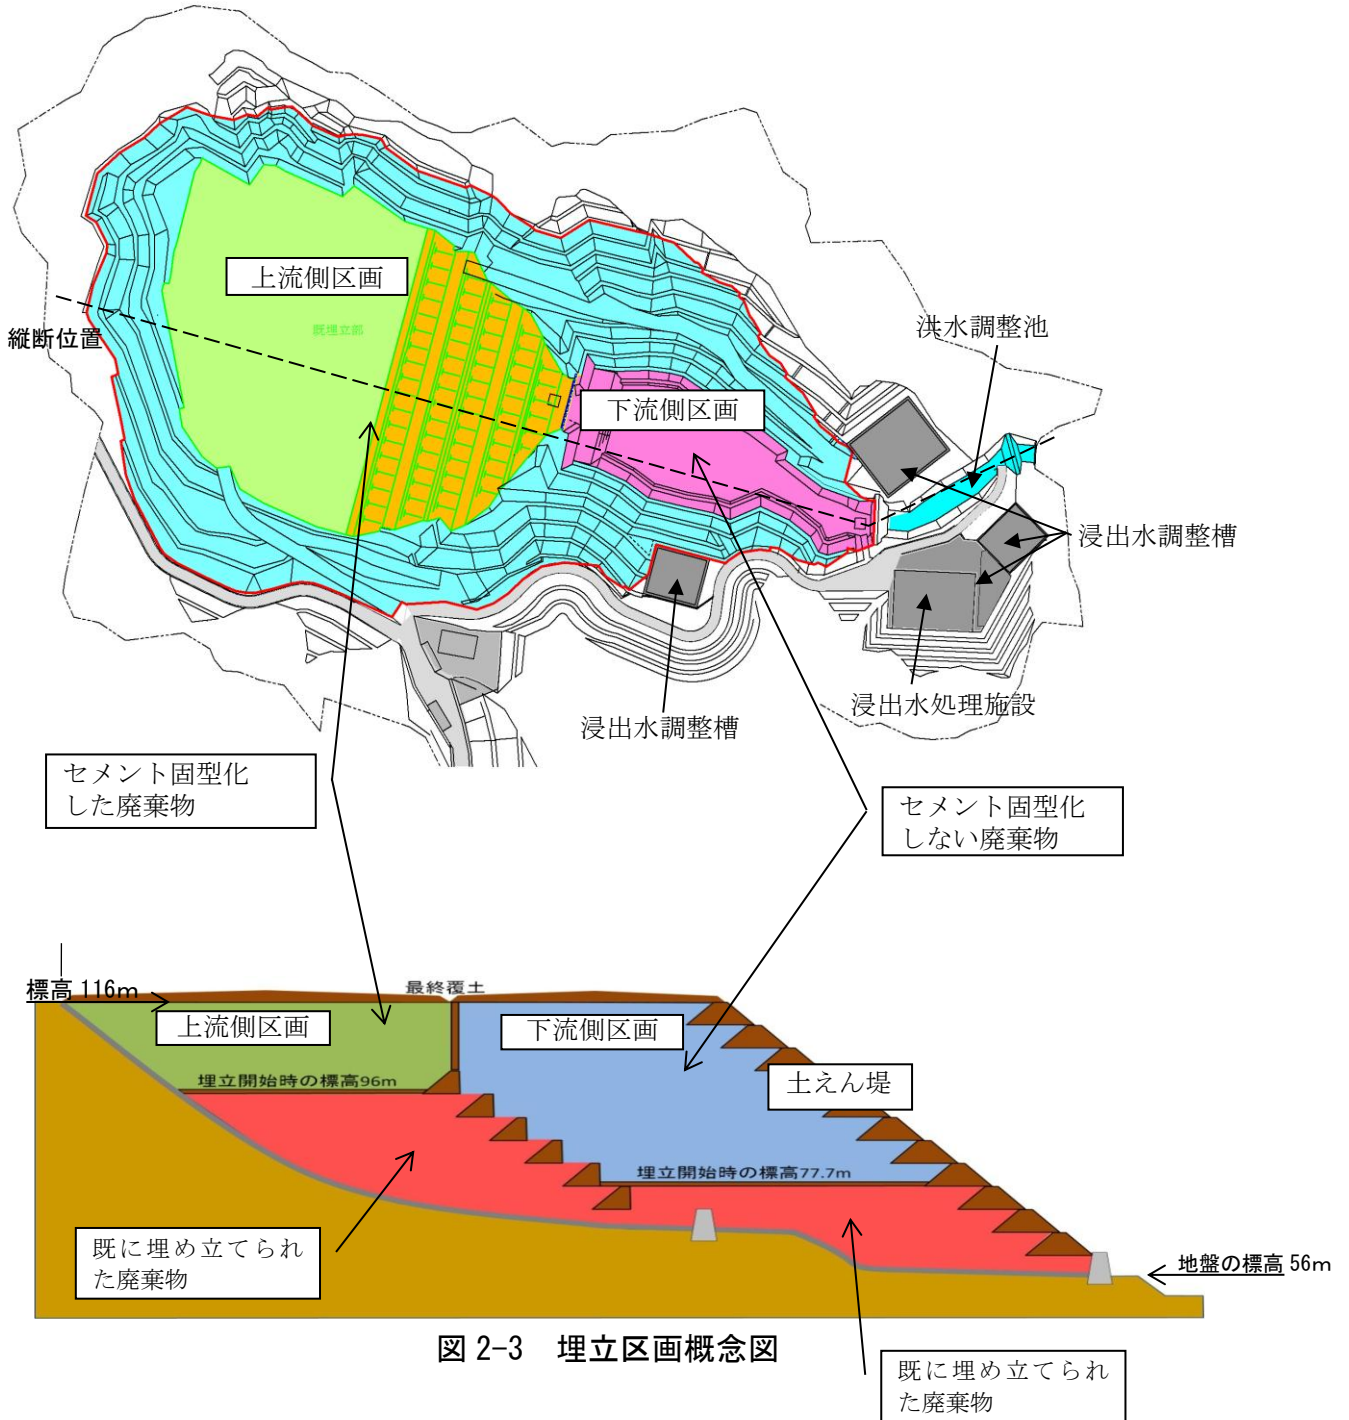 上流側区画
既埋立部
縦断位置
洪水調整池
下流側区画
浸出水調整槽
浸出水処理施設
浸出水調整槽
セメント固型化
した廃棄物
セメント固型化
しない廃棄物
標高 116m
最終覆土
上流側区画
下流側区画
埋立開始時の標高96m
土えん堤
埋立開始時の標高77.7m
既に埋め立てられ
た廃棄物
地盤の標高 56m
図 2-3 埋立区画概念図
既に埋め立てられ
た廃棄物